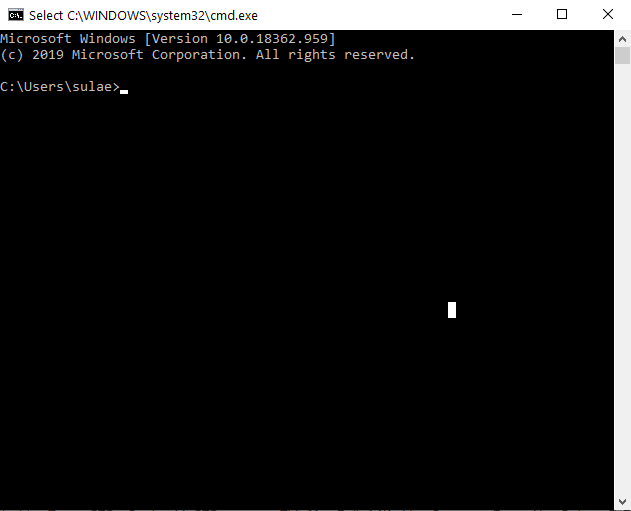 Select C:\WINDOWS\system32\cmd.exe
Microsoft Windows [Version 10.0.18362.959]
(c) 2019 Microsoft Corporation. All rights reserved.
C:\Users\sulae>